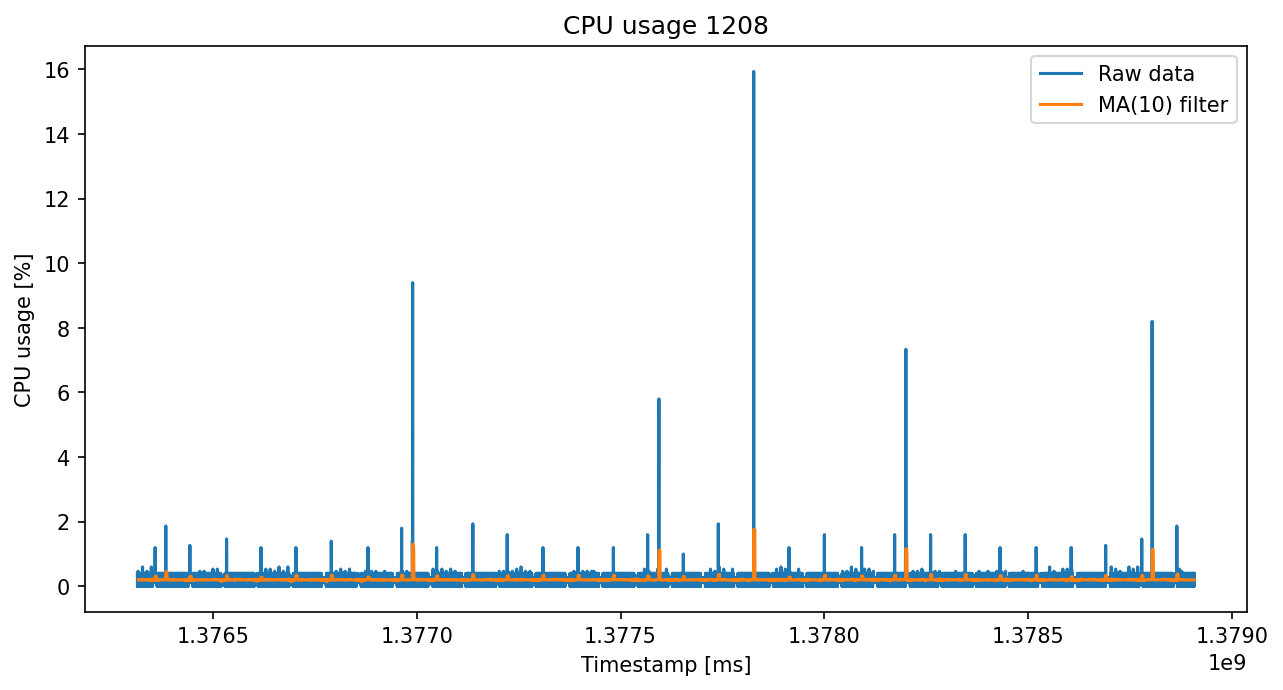 CPU usage 1208
Raw data
MA(10) filter
CPU usage [%]
16
14
12
10
8
6
4
2
0
1.3765 1.3770 1.3775 1.3780 1.3785 1.3790
1e9
Timestamp [ms]